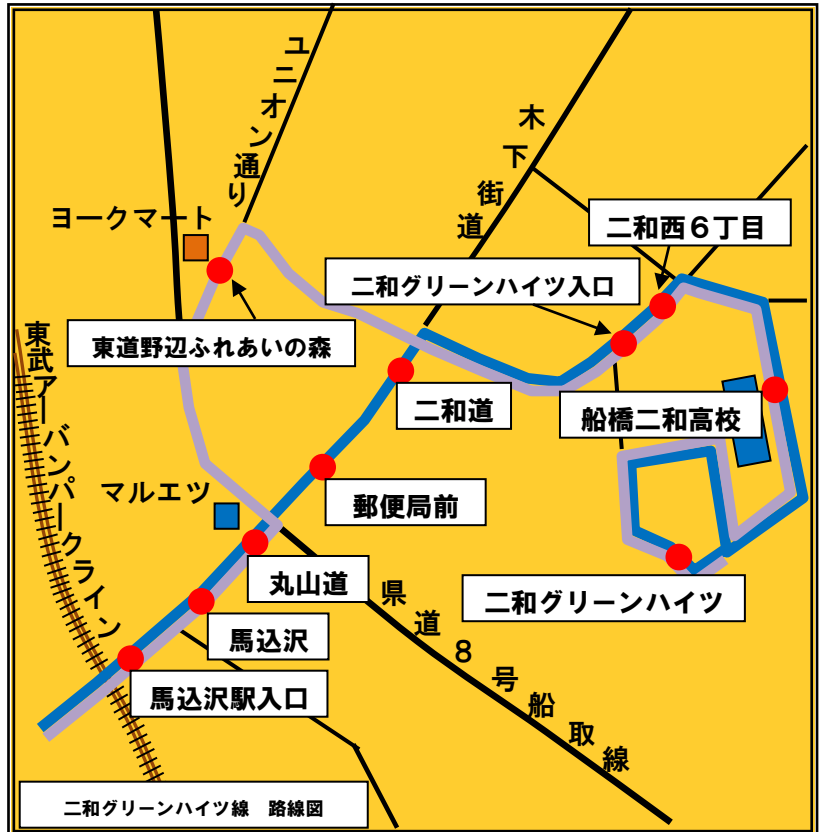 ユニオン通り
木下街道
ヨークマート
二和西６丁目
二和グリーンハイツ入口
東道野辺ふれあいの森
東武アーバンパークライン
二和道
船橋二和高校
マルエツ
郵便局前
丸山道
県道８号船取線
二和グリーンハイツ
馬込沢
馬込沢駅入口
二和グリーンハイツ線　路線図